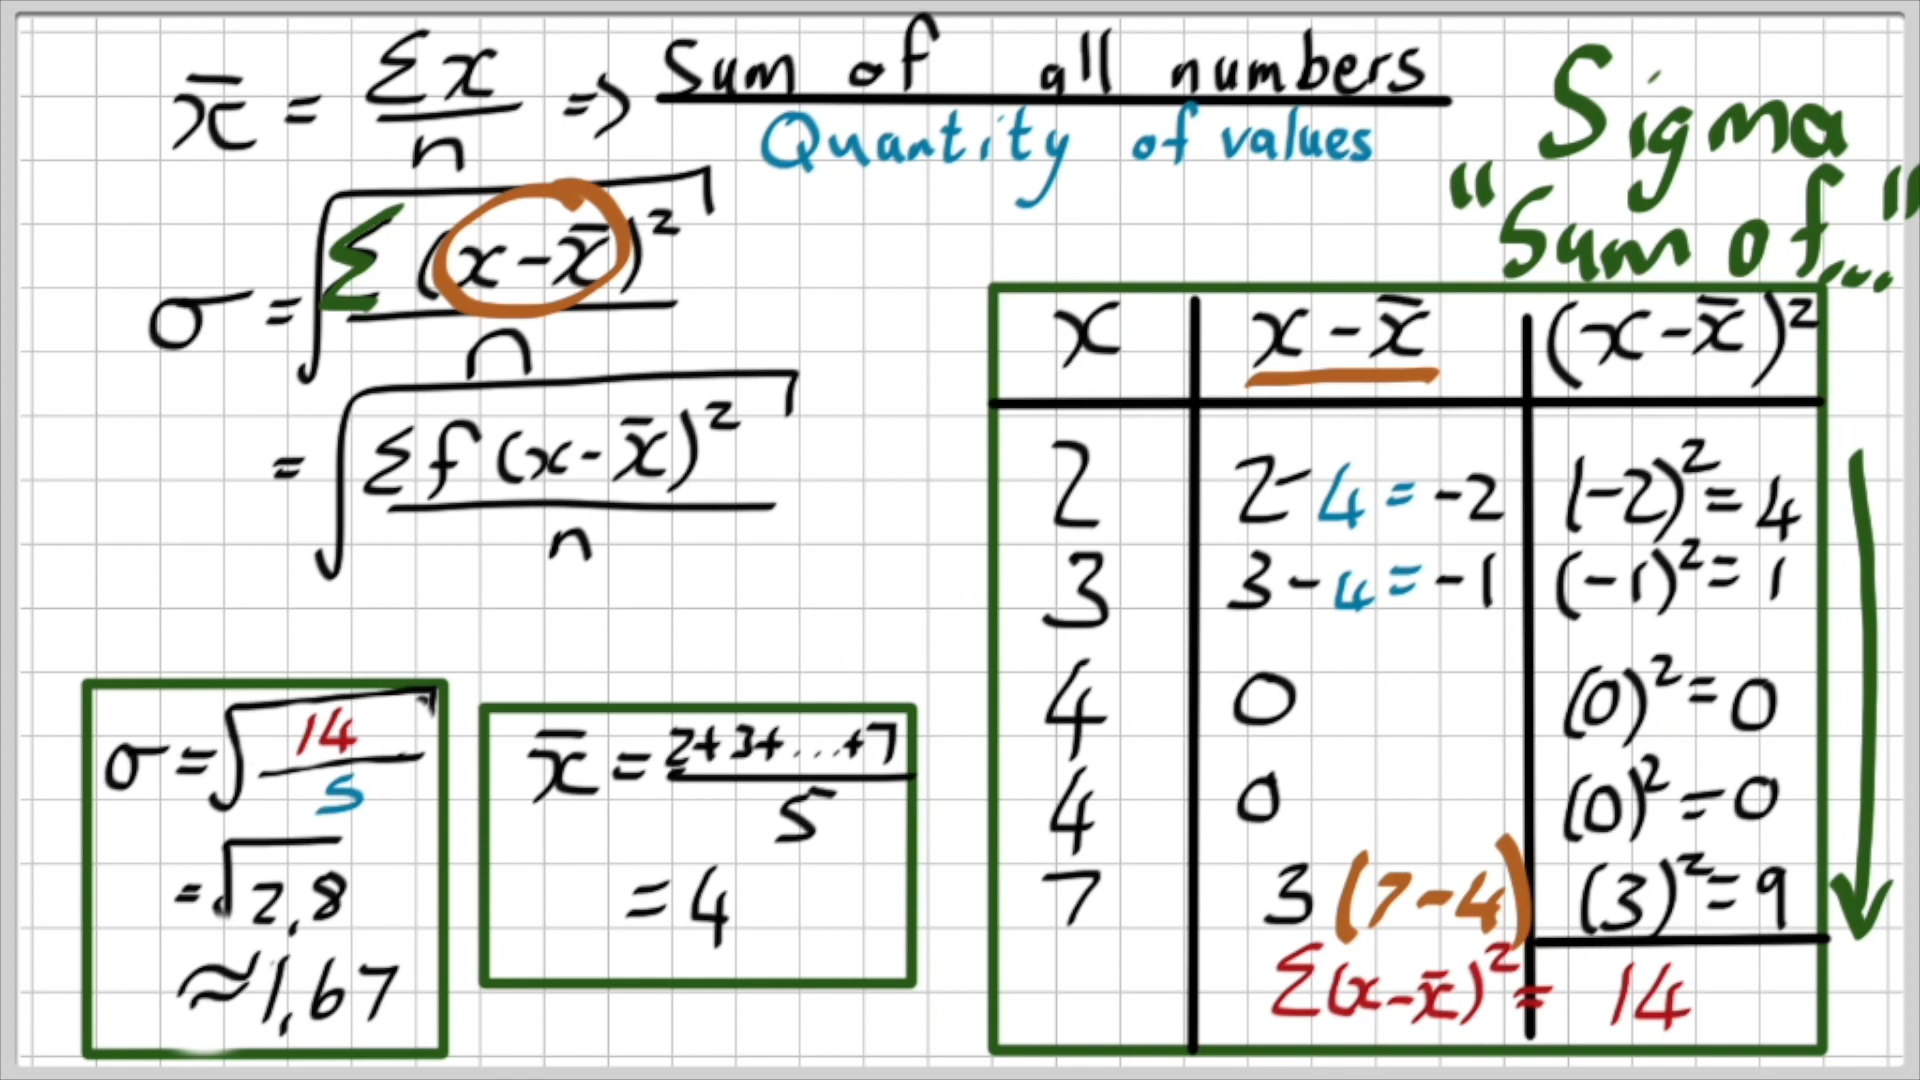 x̄ = Σx/n => Sum of all numbers / Quantity of values
Sigma
"Sum of..."
σ = √(Σ(x-x̄)²/n)
= √(Σf(x-x̄)²/n)
x | x-x̄ | (x-x̄)²
2 | 2-4=-2 | (-2)²=4
3 | 3-4=-1 | (-1)²=1
4 | 0 | (0)²=0
4 | 0 | (0)²=0
7 | 3 (7-4) | (3)²=9
Σ(x-x̄)² = 14
σ = √(14/5)
= √2,8
≈ 1,67
x̄ = 2+3+...+7/5
= 4